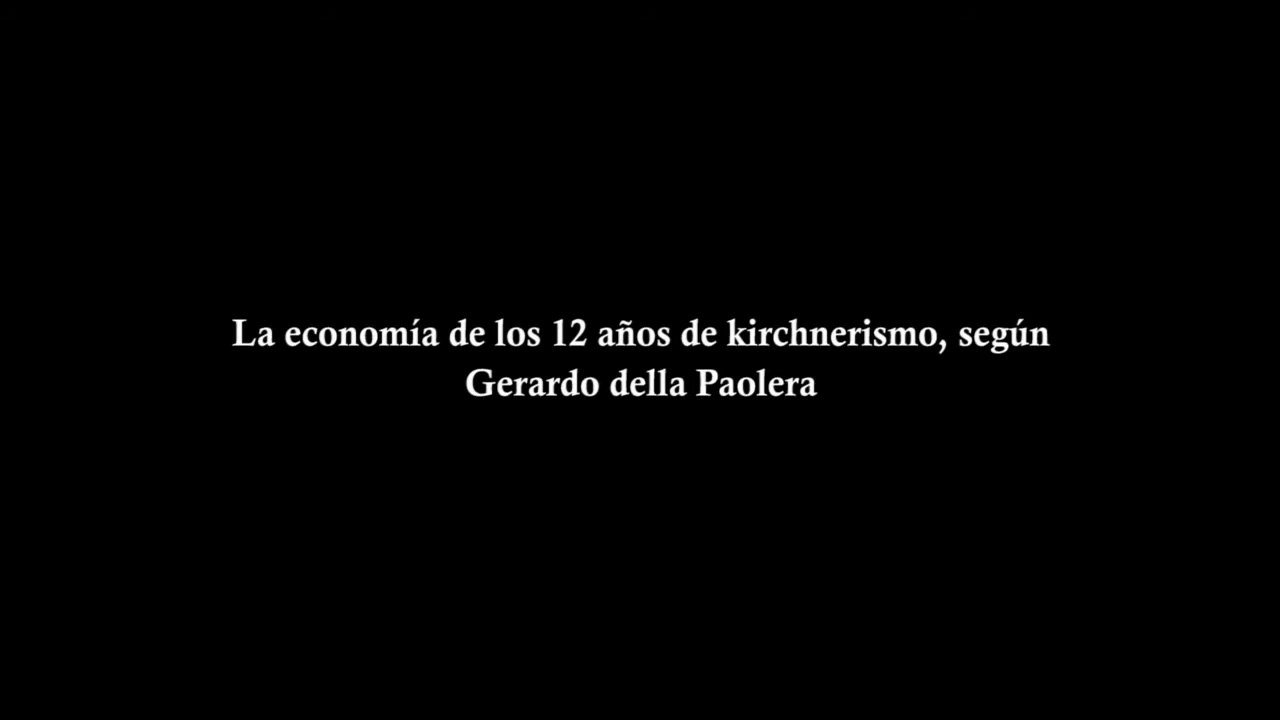 La economía de los 12 años de kirchnerismo, según
Gerardo della Paolera